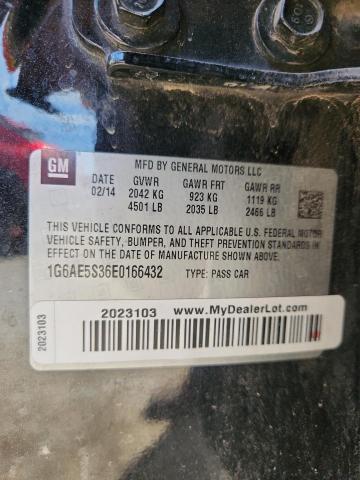 GM
MFD BY GENERAL MOTORS LLC
DATE GVWR GAWR FRT GAWR RR
02/14 2042 KG 923 KG 1119 KG
4501 LB 2035 LB 2466 LB
THIS VEHICLE CONFORMS TO ALL APPLICABLE U.S. FEDERAL MOTOR
VEHICLE SAFETY, BUMPER, AND THEFT PREVENTION STANDARDS IN
EFFECT ON THE DATE OF MANUFACTURE SHOWN ABOVE.
1G6AE5S36E0166432 TYPE: PASS CAR
2023103 www.MyDealerLot.com
2023103